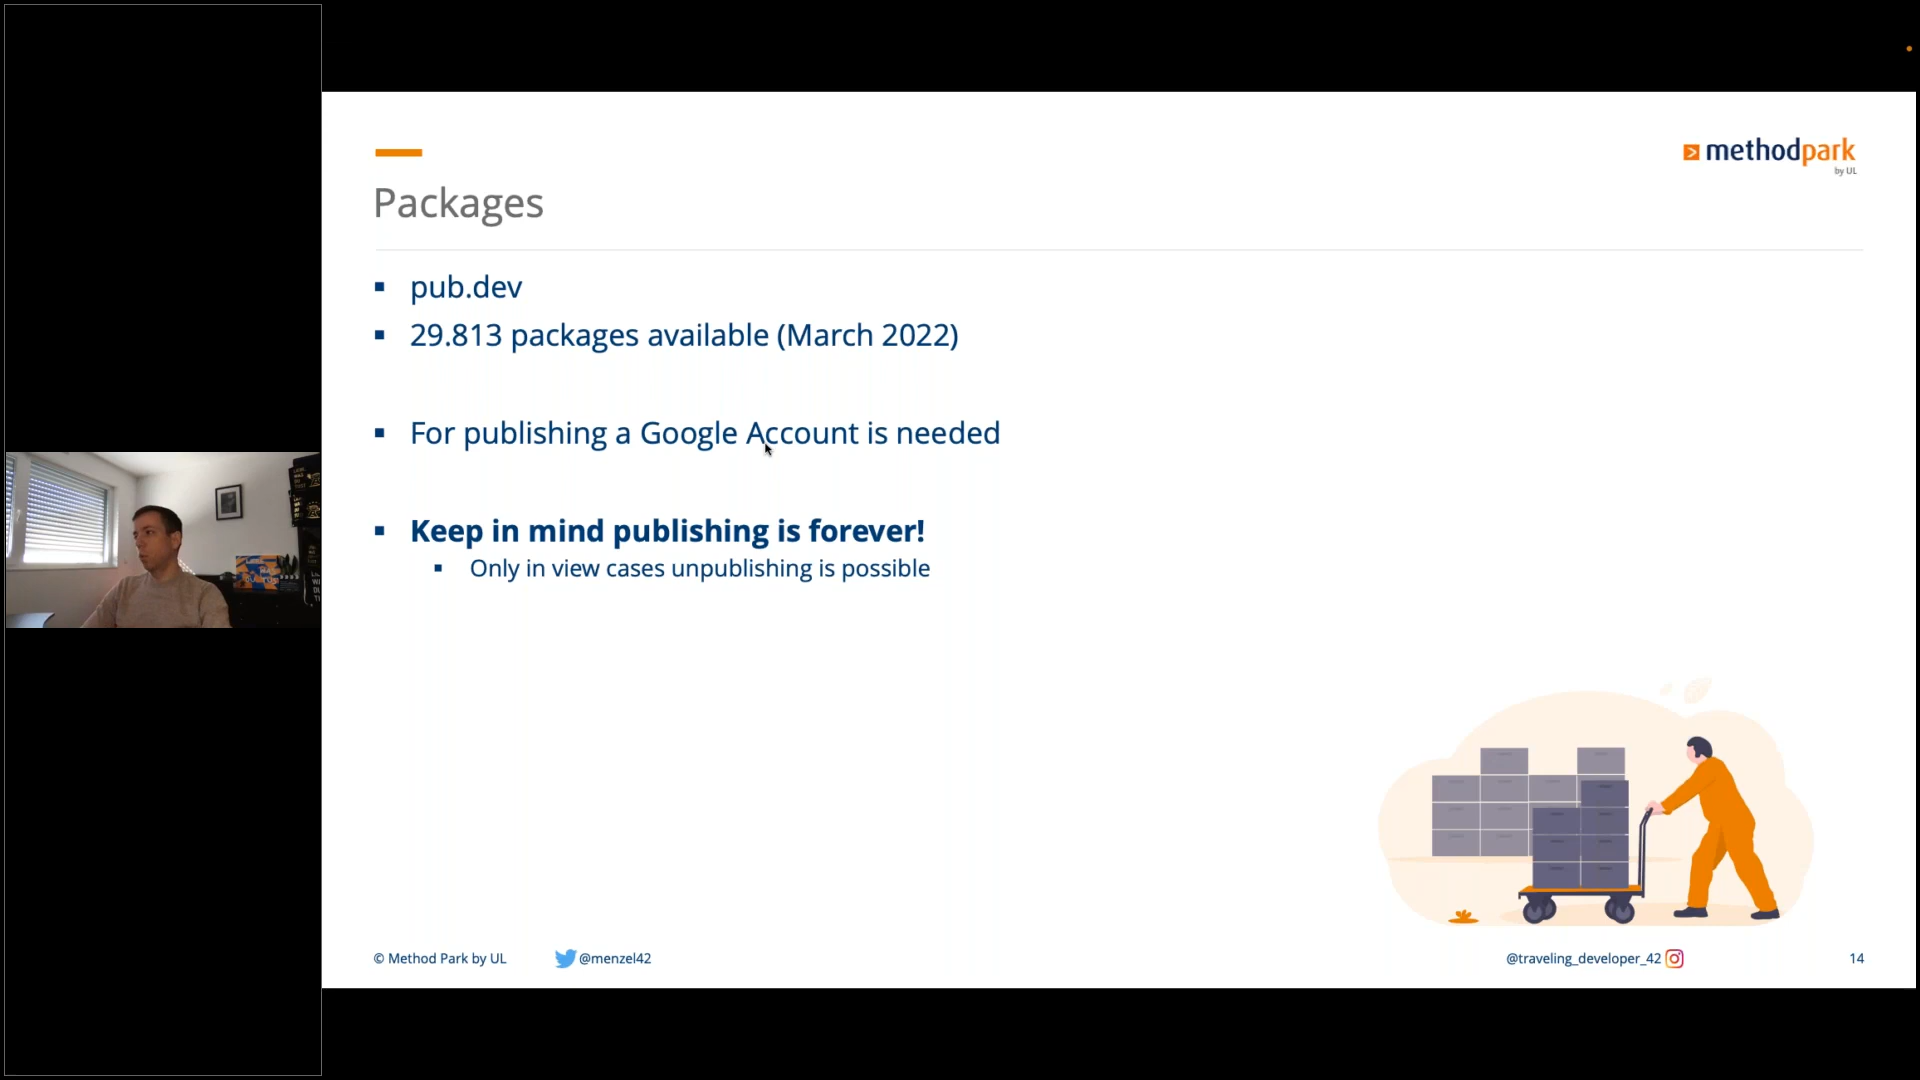 methodpark
by UL
Packages
pub.dev
29.813 packages available (March 2022)
For publishing a Google Account is needed
Keep in mind publishing is forever!
Only in view cases unpublishing is possible
© Method Park by UL
@menzel42
@traveling_developer_42
14